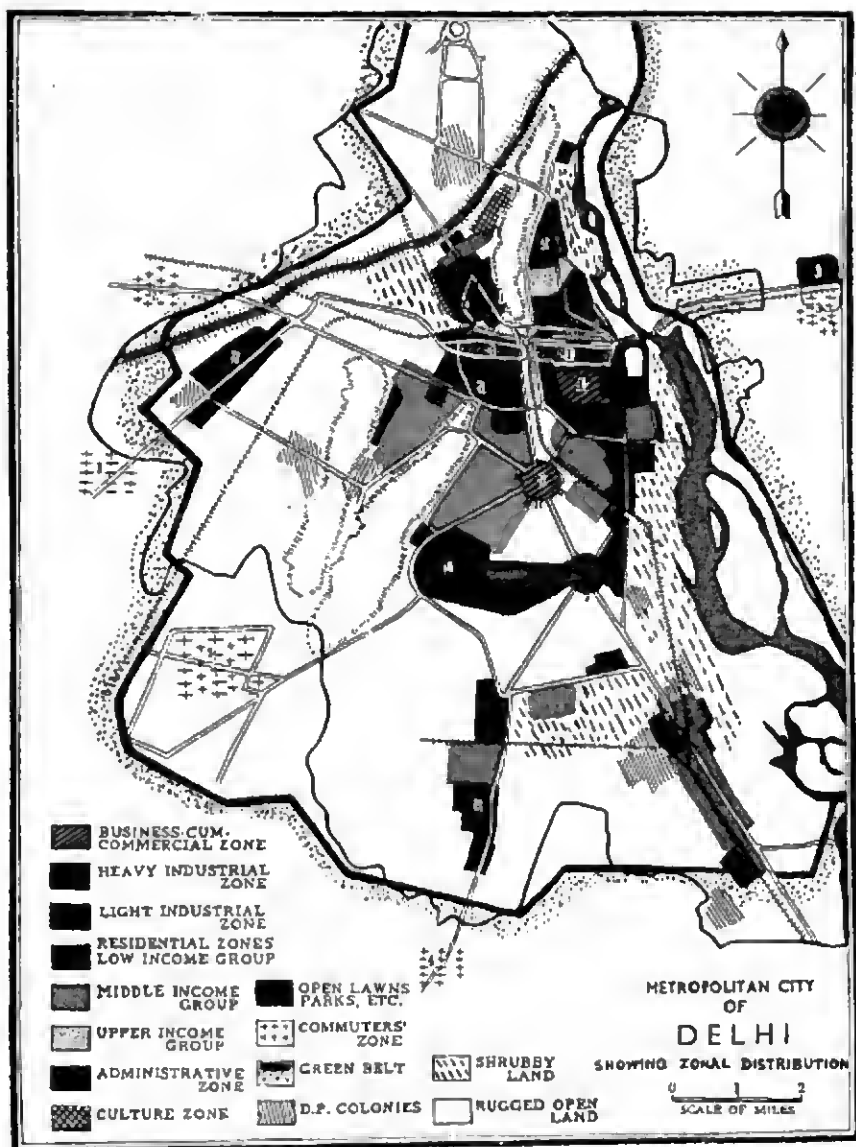 BUSINESS-CUM-
COMMERCIAL ZONE
HEAVY INDUSTRIAL
ZONE
LIGHT INDUSTRIAL
ZONE
RESIDENTIAL ZONES
LOW INCOME GROUP
MIDDLE INCOME
GROUP
UPPER INCOME
GROUP
ADMINISTRATIVE
ZONE
CULTURE ZONE
OPEN LAWNS
PARKS, ETC.
COMMUTERS'
ZONE
GREEN BELT
D.P. COLONIES
SHRUBBY
LAND
RUGGED OPEN
LAND
METROPOLITAN CITY
OF
DELHI
SHOWING ZONAL DISTRIBUTION
0 1 2
SCALE OF MILES